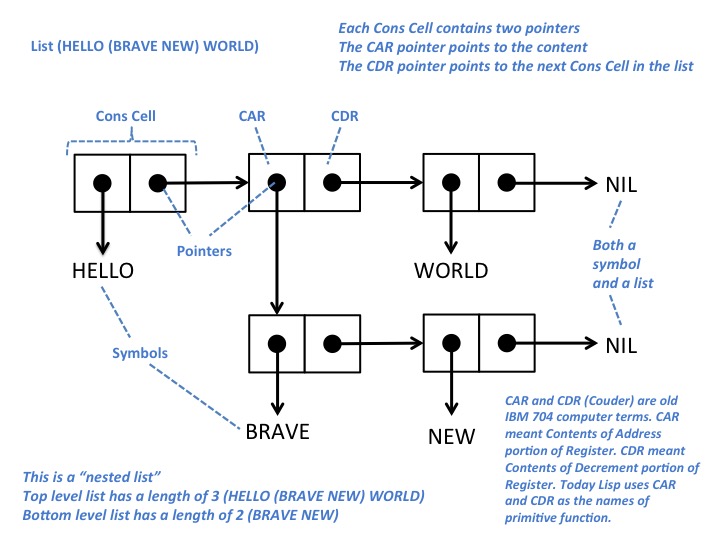 List (HELLO (BRAVE NEW) WORLD)
Each Cons Cell contains two pointers
The CAR pointer points to the content
The CDR pointer points to the next Cons Cell in the list
Cons Cell
CAR
CDR
NIL
Pointers
HELLO
WORLD
Both a
symbol
and a list
Symbols
NIL
BRAVE
NEW
CAR and CDR (Couder) are old
IBM 704 computer terms. CAR
meant Contents of Address
portion of Register. CDR meant
Contents of Decrement portion of
Register. Today Lisp uses CAR
and CDR as the names of
primitive function.
This is a “nested list”
Top level list has a length of 3 (HELLO (BRAVE NEW) WORLD)
Bottom level list has a length of 2 (BRAVE NEW)